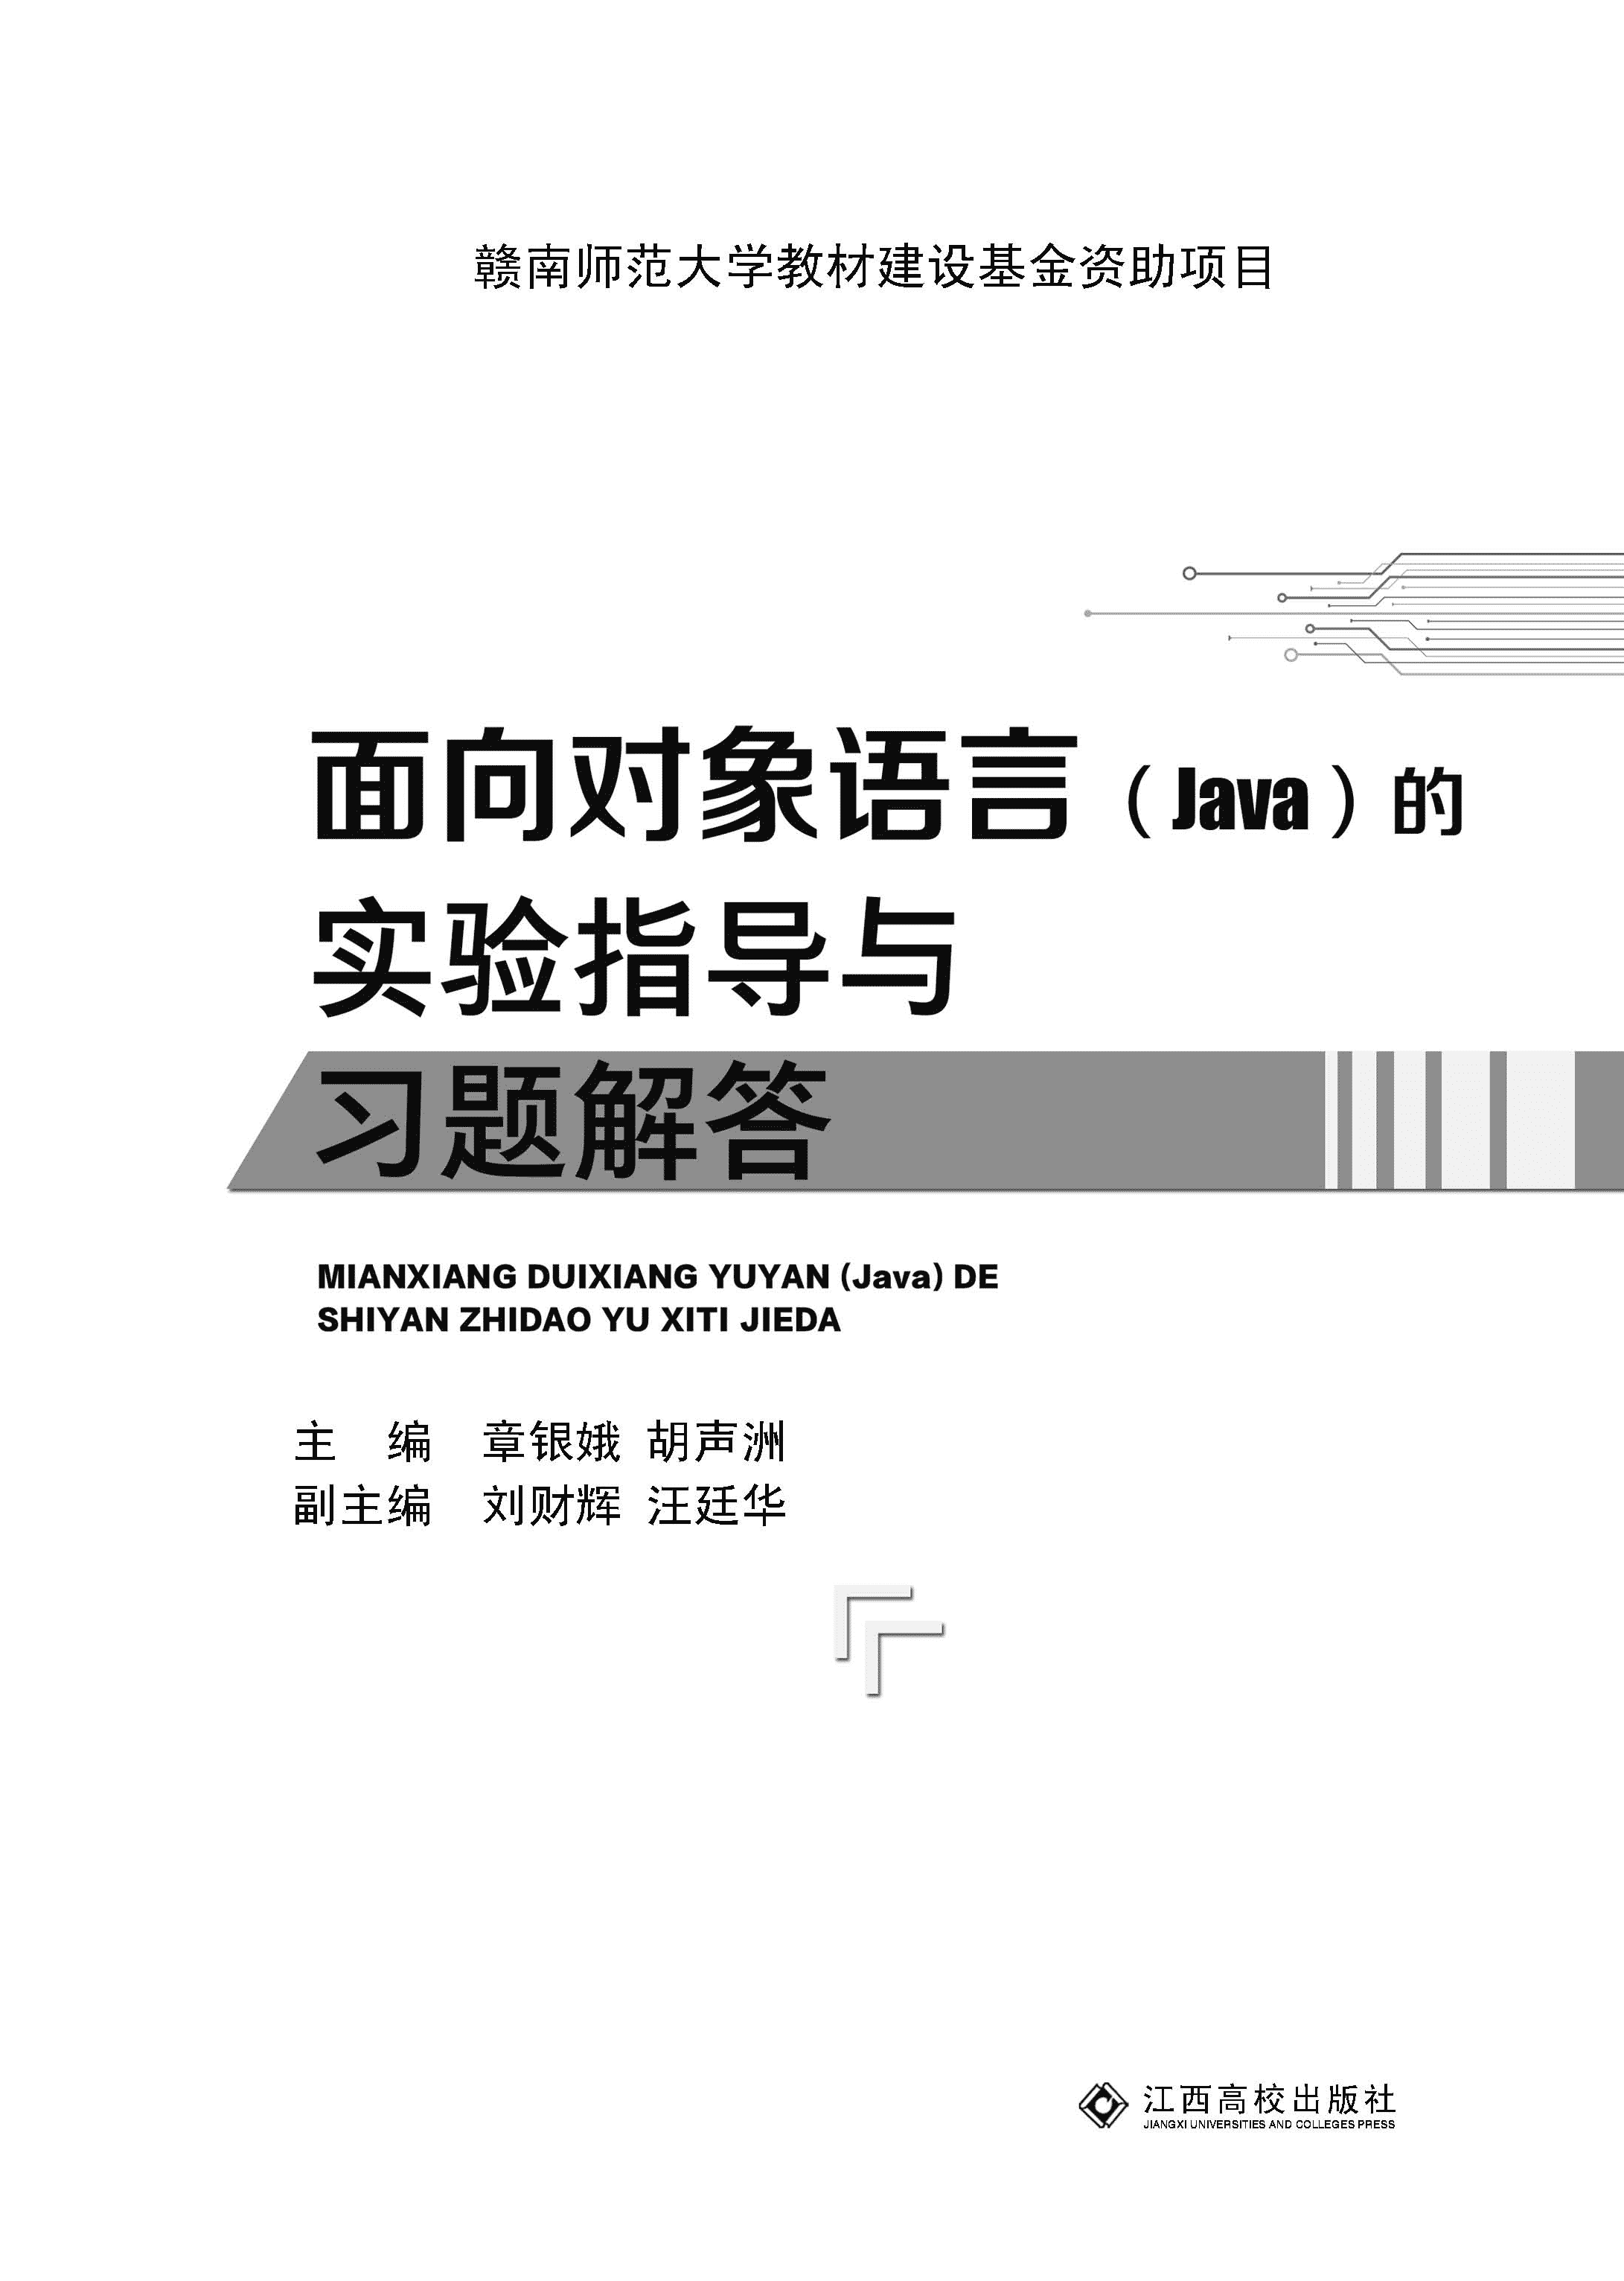 赣南师范大学教材建设基金资助项目
面向对象语言（Java）的
实验指导与
习题解答
MIANXIANG DUIXIANG YUYAN (Java) DE
SHIYAN ZHIDAO YU XITI JIEDA
主　编　章银娥 胡声洲
副主编　刘财辉 汪廷华
江西高校出版社
JIANGXI UNIVERSITIES AND COLLEGES PRESS